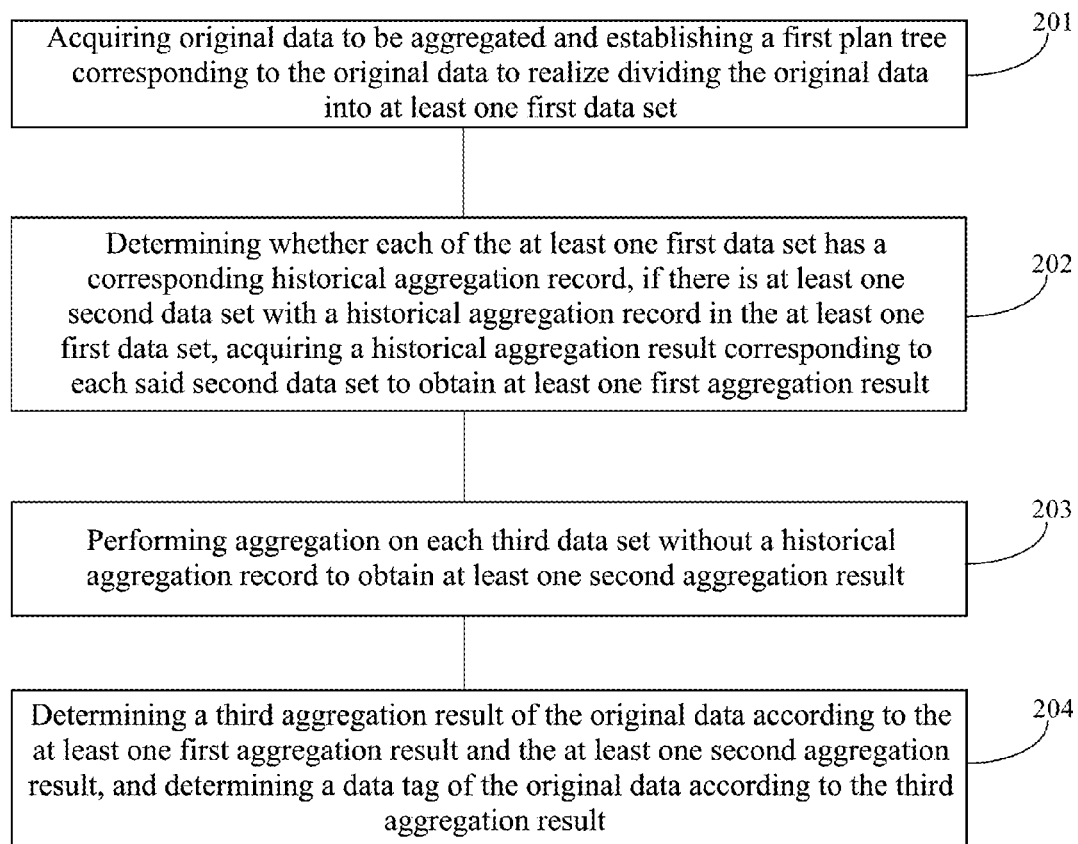 Acquiring original data to be aggregated and establishing a first plan tree
corresponding to the original data to realize dividing the original data
into at least one first data set
201
Determining whether each of the at least one first data set has a
corresponding historical aggregation record, if there is at least one
second data set with a historical aggregation record in the at least one
first data set, acquiring a historical aggregation result corresponding to
each said second data set to obtain at least one first aggregation result
202
Performing aggregation on each third data set without a historical
aggregation record to obtain at least one second aggregation result
203
Determining a third aggregation result of the original data according to the
at least one first aggregation result and the at least one second aggregation
result, and determining a data tag of the original data according to the third
aggregation result
204